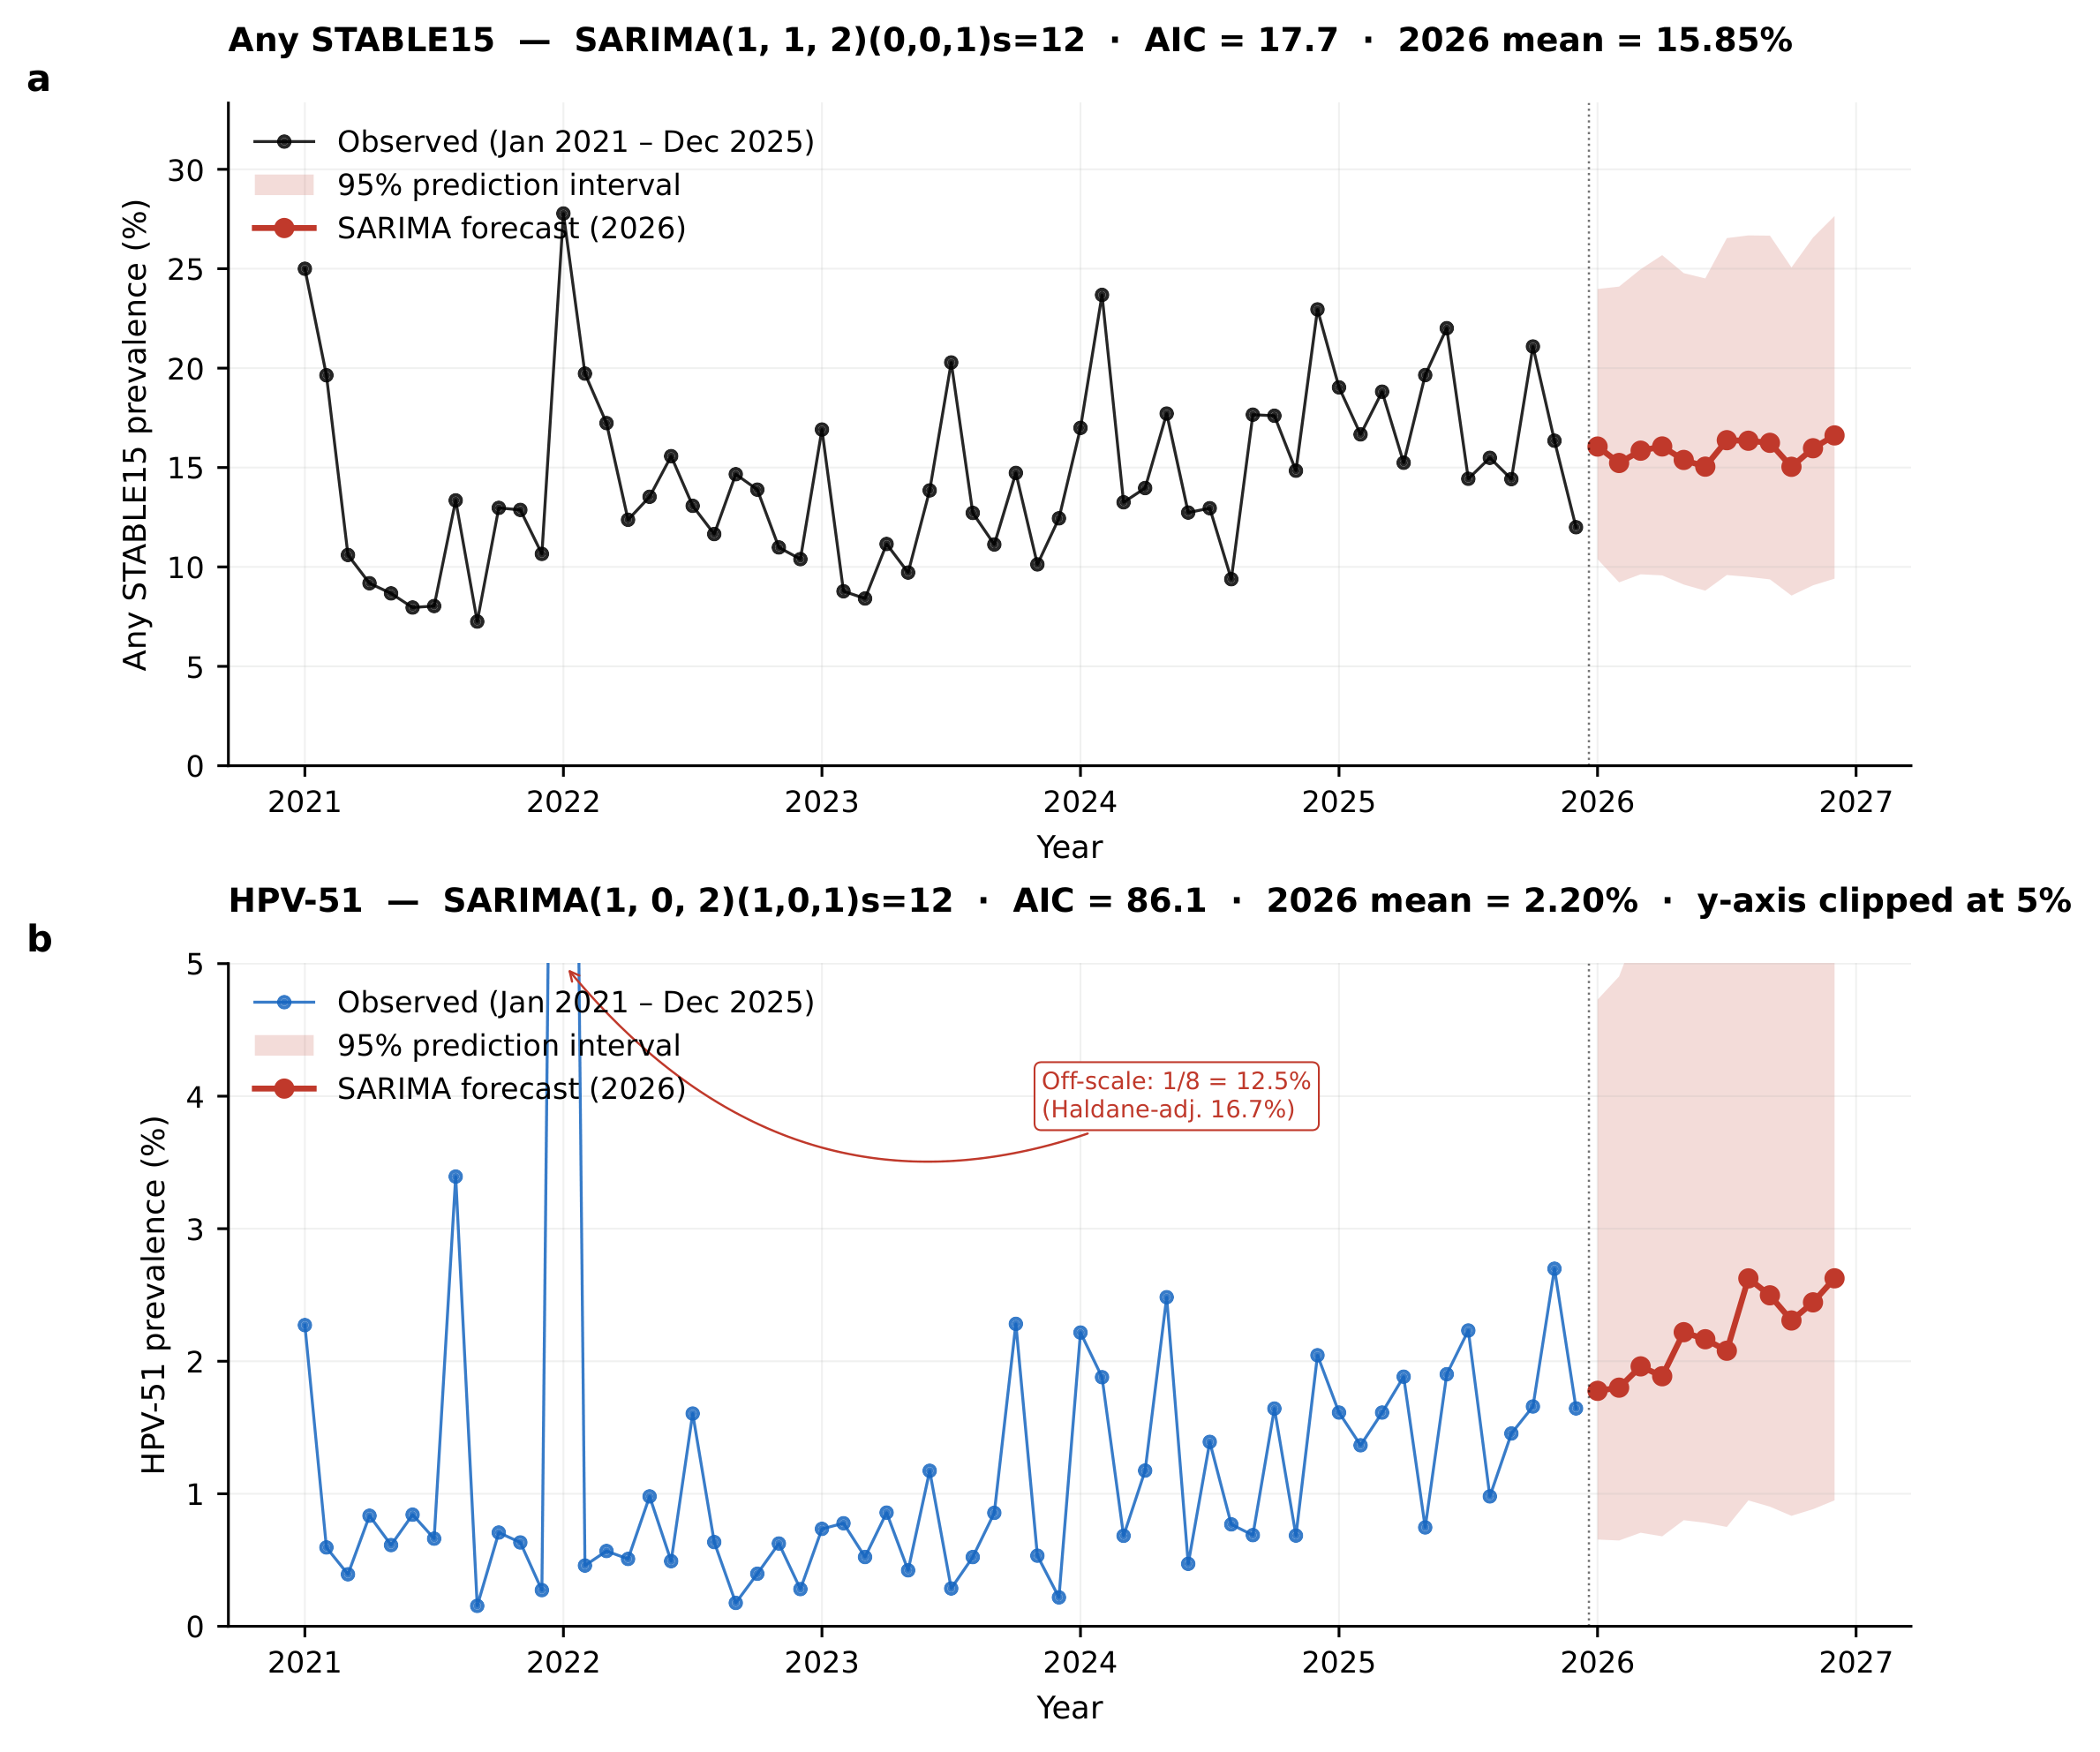 Any STABLE15 — SARIMA(1, 1, 2)(0,0,1)s=12 · AIC = 17.7 · 2026 mean = 15.85%
a
Observed (Jan 2021 – Dec 2025)
95% prediction interval
SARIMA forecast (2026)
Any STABLE15 prevalence (%)
30
25
20
15
10
5
0
2021 2022 2023 2024 2025 2026 2027
Year
HPV-51 — SARIMA(1, 0, 2)(1,0,1)s=12 · AIC = 86.1 · 2026 mean = 2.20% · y-axis clipped at 5%
b
Observed (Jan 2021 – Dec 2025)
95% prediction interval
SARIMA forecast (2026)
Off-scale: 1/8 = 12.5%
(Haldane-adj. 16.7%)
HPV-51 prevalence (%)
5
4
3
2
1
0
2021 2022 2023 2024 2025 2026 2027
Year